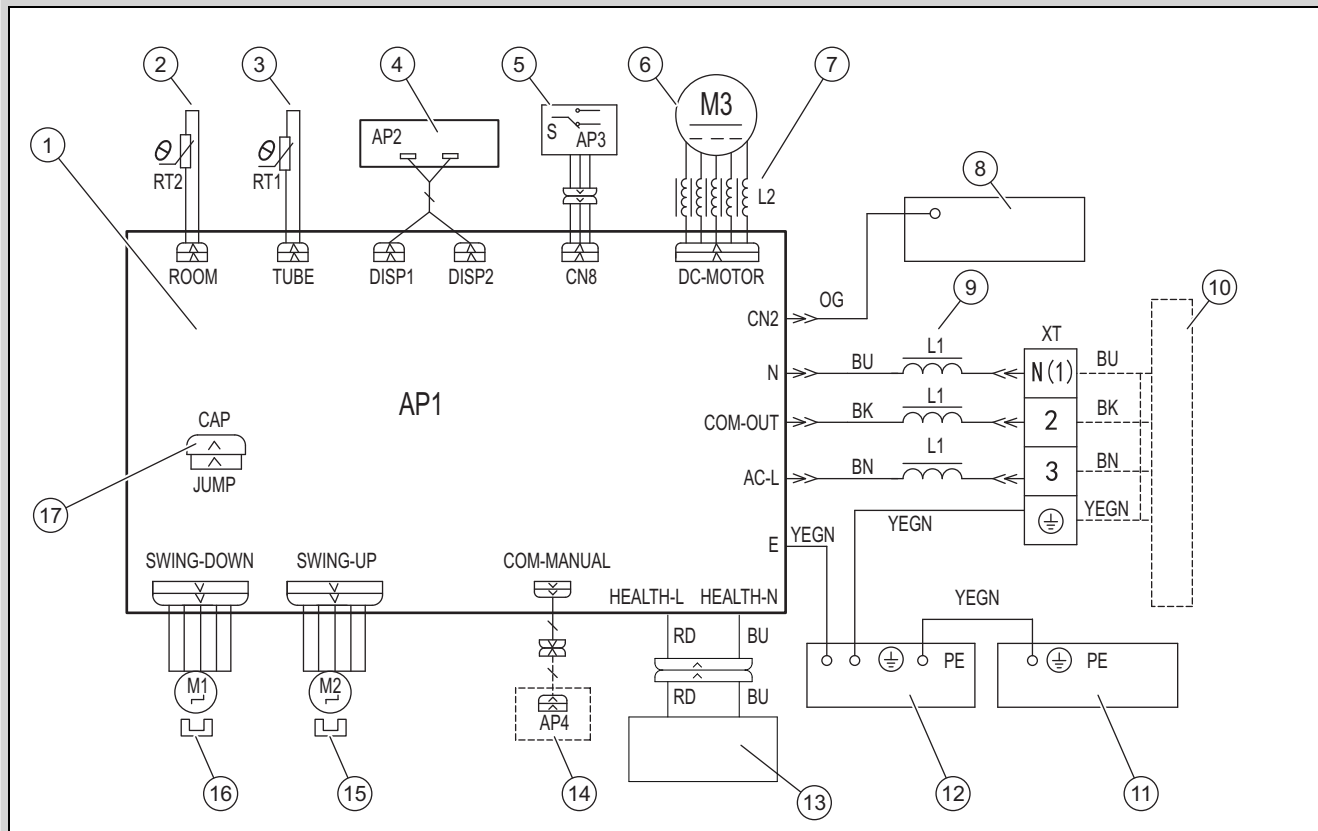 2
3
4
5
6
7
M3
AP2
S
AP3
1
RT2
RT1
L2
8
ROOM
TUBE
DISP1
DISP2
CN8
DC-MOTOR
OG
9
10
CN2
XT
L1
BU
N
N(1)
BU
AP1
CAP
L1
BK
COM-OUT
2
BK
L1
BN
AC-L
3
BN
JUMP
17
YEGN
YEGN
YEGN
E
SWING-DOWN
SWING-UP
COM-MANUAL
HEALTH-L
HEALTH-N
YEGN
RD
BU
PE
PE
M1
M2
RD
BU
AP4
16
15
14
13
12
11